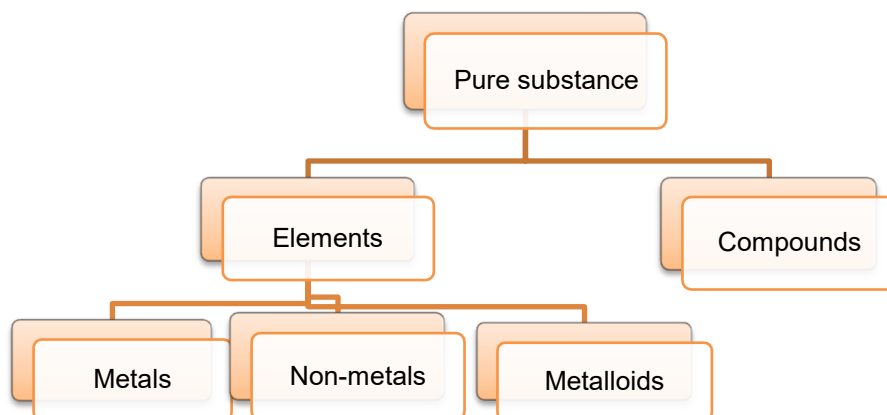 Pure substance
Elements
Compounds
Metals
Non-metals
Metalloids